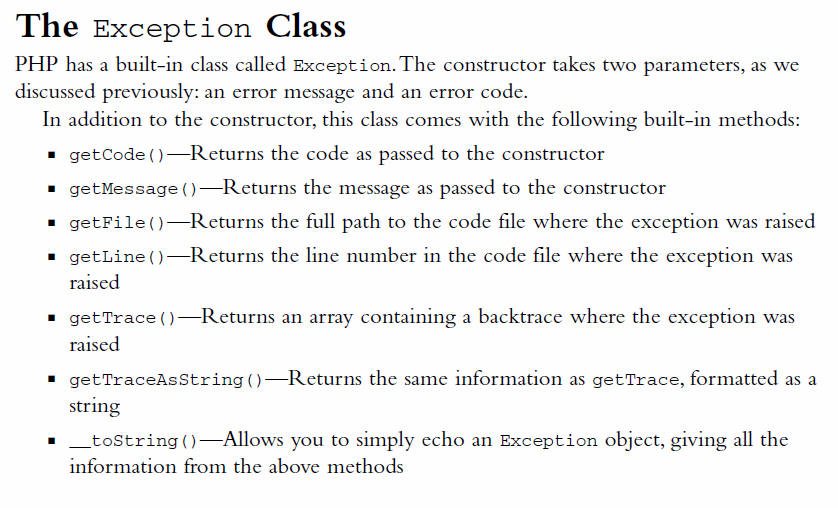 The Exception Class
PHP has a built-in class called Exception. The constructor takes two parameters, as we
discussed previously: an error message and an error code.
In addition to the constructor, this class comes with the following built-in methods:
■ getCode()—Returns the code as passed to the constructor
■ getMessage()—Returns the message as passed to the constructor
■ getFile()—Returns the full path to the code file where the exception was raised
■ getLine()—Returns the line number in the code file where the exception was
raised
■ getTrace()—Returns an array containing a backtrace where the exception was
raised
■ getTraceAsString()—Returns the same information as getTrace, formatted as a
string
■ __toString()—Allows you to simply echo an Exception object, giving all the
information from the above methods